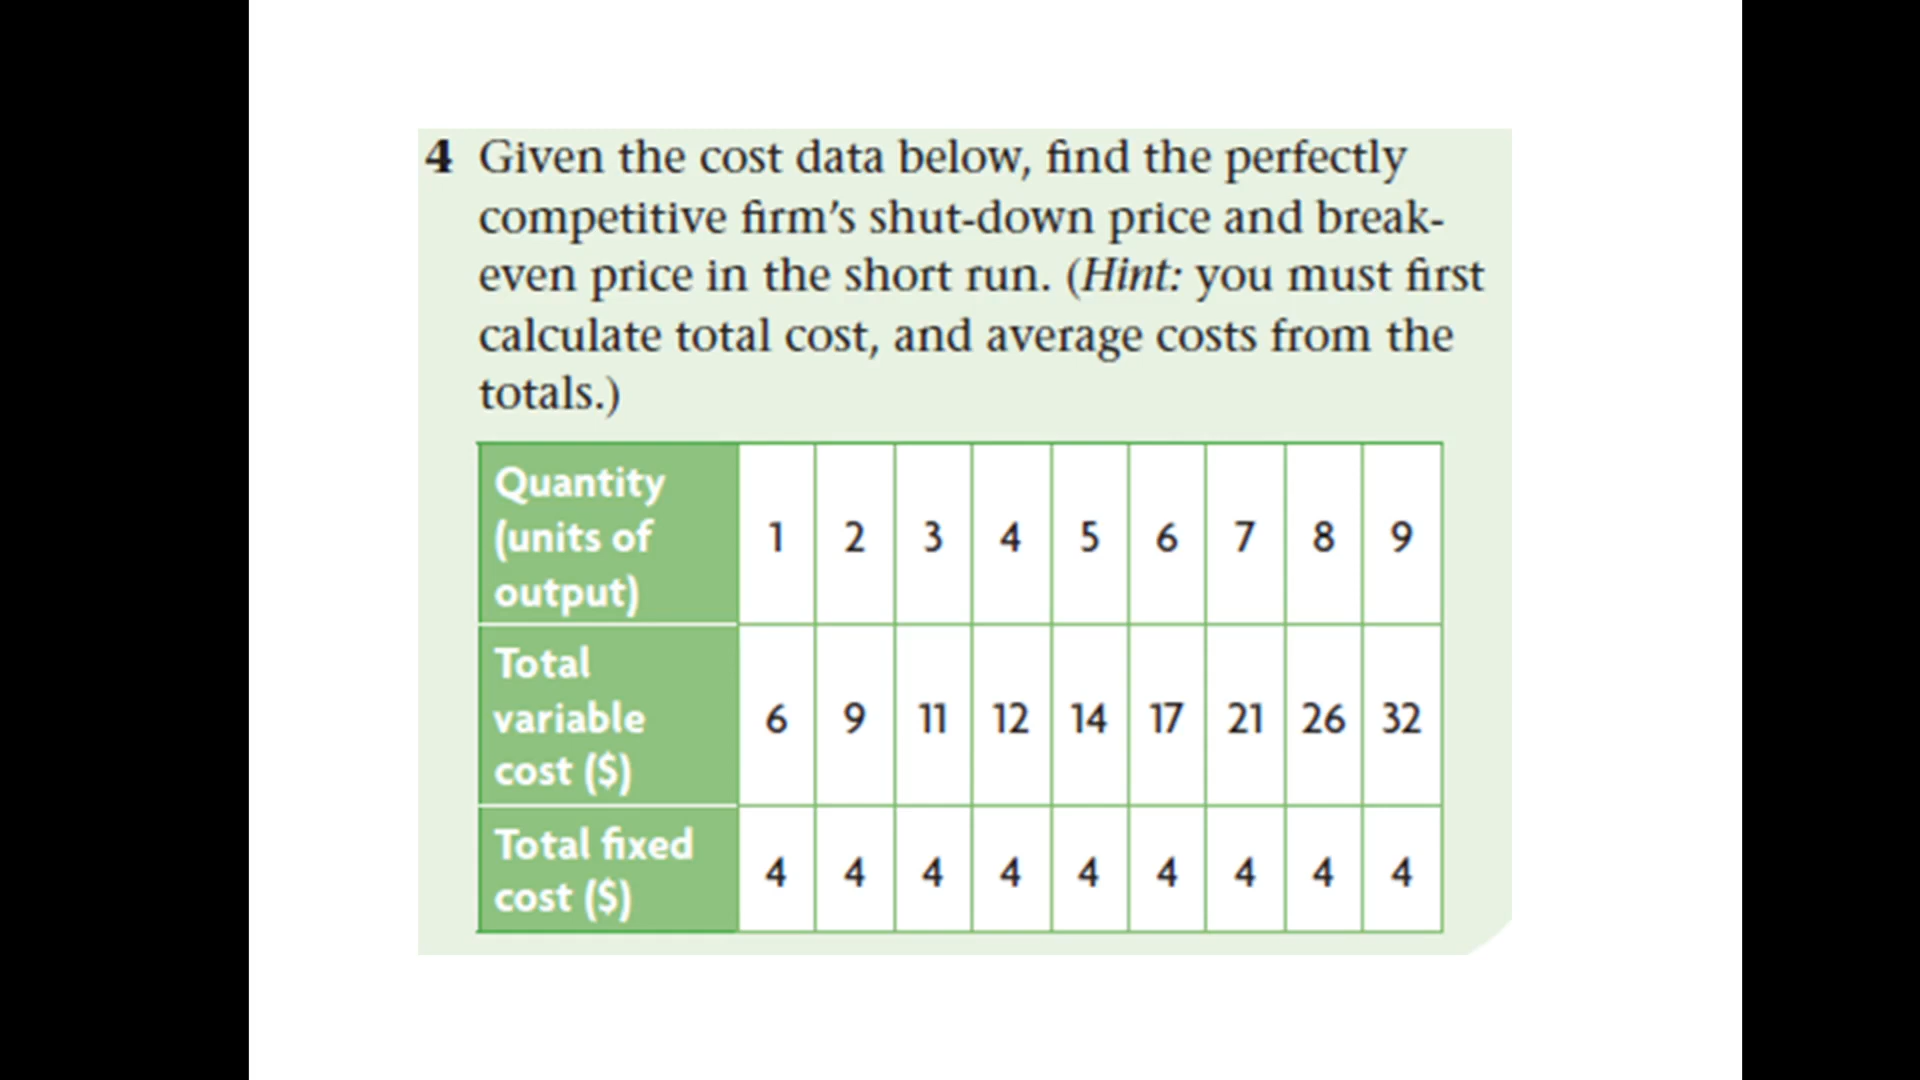 4 Given the cost data below, find the perfectly
competitive firm’s shut-down price and break-
even price in the short run. (Hint: you must first
calculate total cost, and average costs from the
totals.)
Quantity
(units of
output)
1 2 3 4 5 6 7 8 9
Total
variable
cost ($)
6 9 11 12 14 17 21 26 32
Total fixed
cost ($)
4 4 4 4 4 4 4 4 4